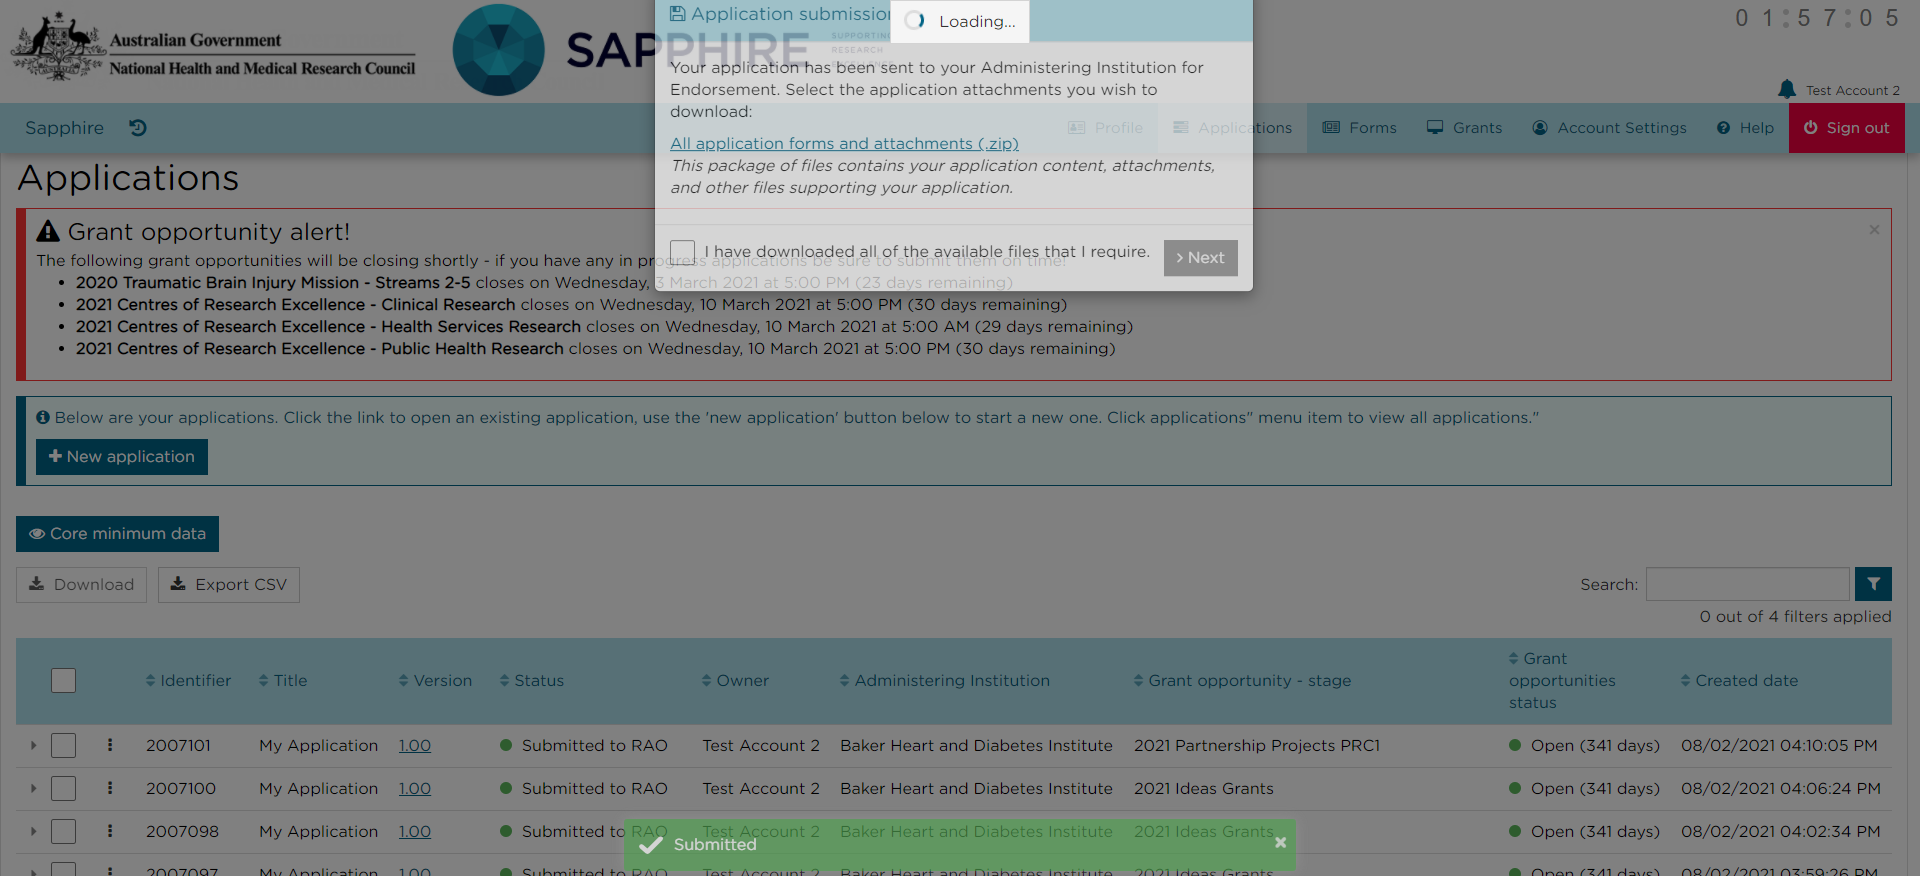 Application submission
Loading...
01:57:05
Australian Government
National Health and Medical Research Council
SAPPHIRE
SUPPORTING
RESEARCH
EXCELLENCE
Your application has been sent to your Administering Institution for
Endorsement. Select the application attachments you wish to
download:
All application forms and attachments (.zip)
This package of files contains your application content, attachments,
and other files supporting your application.
I have downloaded all of the available files that I require.
Next
Test Account 2
Sapphire
Profile
Applications
Forms
Grants
Account Settings
Help
Sign out
Applications
Grant opportunity alert!
The following grant opportunities will be closing shortly - if you have any in progress applications be sure to submit them on time!
• 2020 Traumatic Brain Injury Mission - Streams 2-5 closes on Wednesday, 3 March 2021 at 5:00 PM (23 days remaining)
• 2021 Centres of Research Excellence - Clinical Research closes on Wednesday, 10 March 2021 at 5:00 PM (30 days remaining)
• 2021 Centres of Research Excellence - Health Services Research closes on Wednesday, 10 March 2021 at 5:00 AM (29 days remaining)
• 2021 Centres of Research Excellence - Public Health Research closes on Wednesday, 10 March 2021 at 5:00 PM (30 days remaining)
Below are your applications. Click the link to open an existing application, use the 'new application' button below to start a new one. Click applications" menu item to view all applications."
New application
Core minimum data
Download
Export CSV
Search:
0 out of 4 filters applied
Identifier Title Version Status Owner Administering Institution Grant opportunity - stage Grant opportunities status Created date
2007101 My Application 1.00 Submitted to RAO Test Account 2 Baker Heart and Diabetes Institute 2021 Partnership Projects PRC1 Open (341 days) 08/02/2021 04:10:05 PM
2007100 My Application 1.00 Submitted to RAO Test Account 2 Baker Heart and Diabetes Institute 2021 Ideas Grants Open (341 days) 08/02/2021 04:06:24 PM
2007098 My Application 1.00 Submitted to RAO Test Account 2 Baker Heart and Diabetes Institute 2021 Ideas Grants Open (341 days) 08/02/2021 04:02:34 PM
Submitted
2007097 My Application 1.00 Submitted to RAO Test Account 2 Baker Heart and Diabetes Institute 2021 Ideas Grants Open (341 days) 08/02/2021 03:59:26 PM